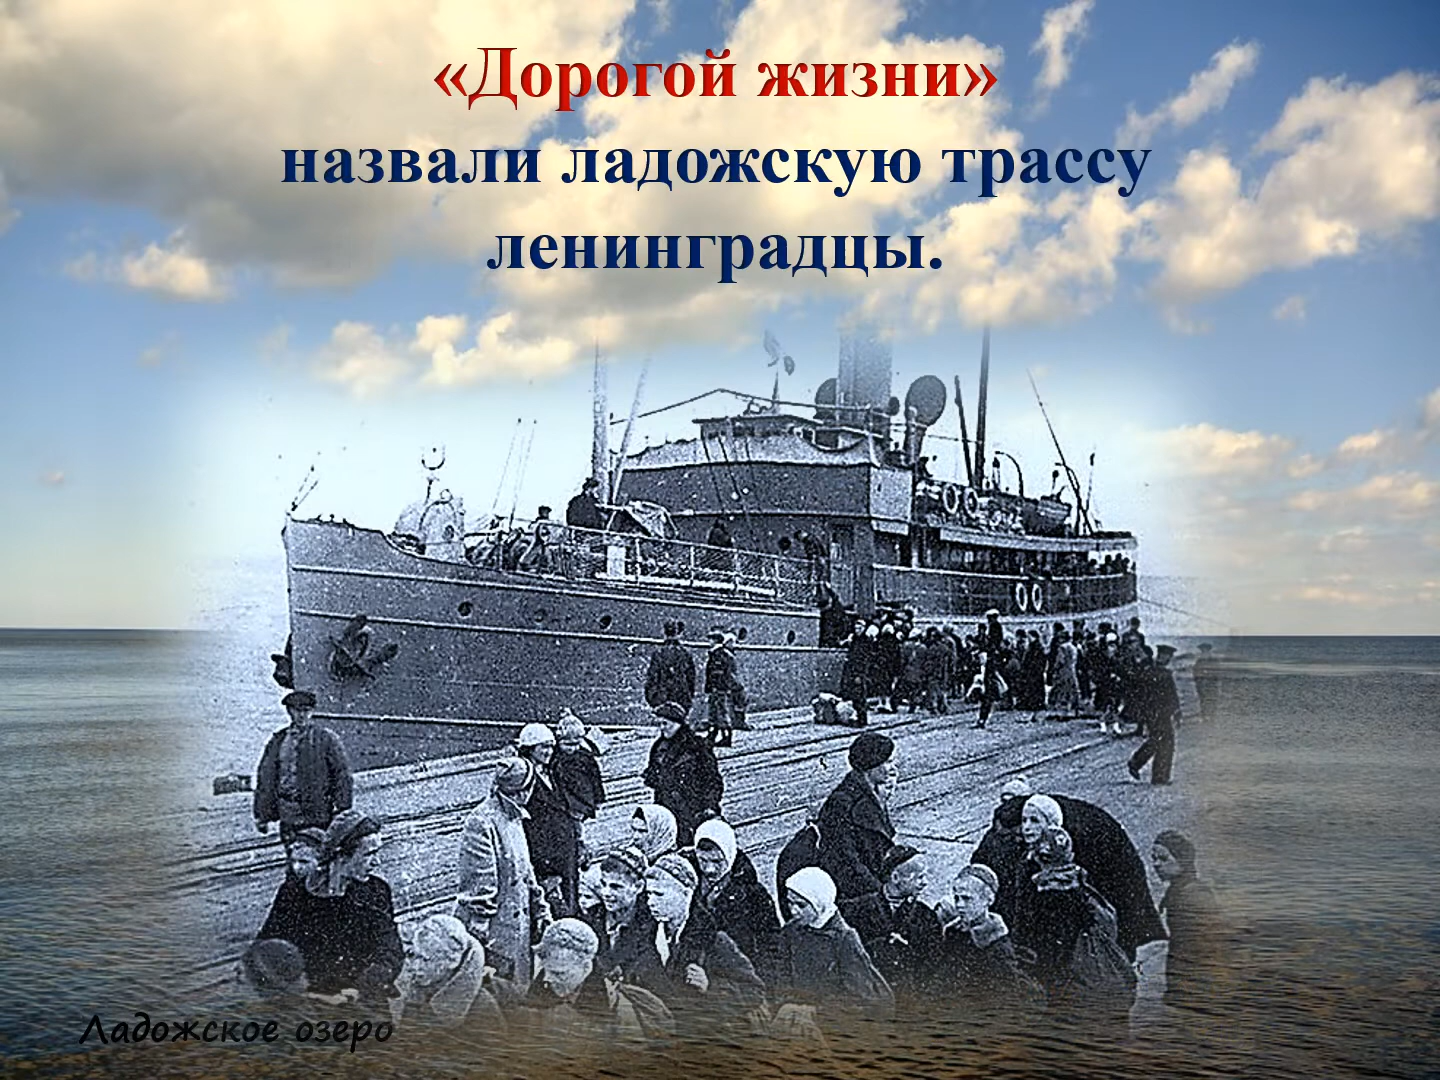 «Дорогой жизни»
назвали ладожскую трассу
ленинградцы.
Ладожское озеро